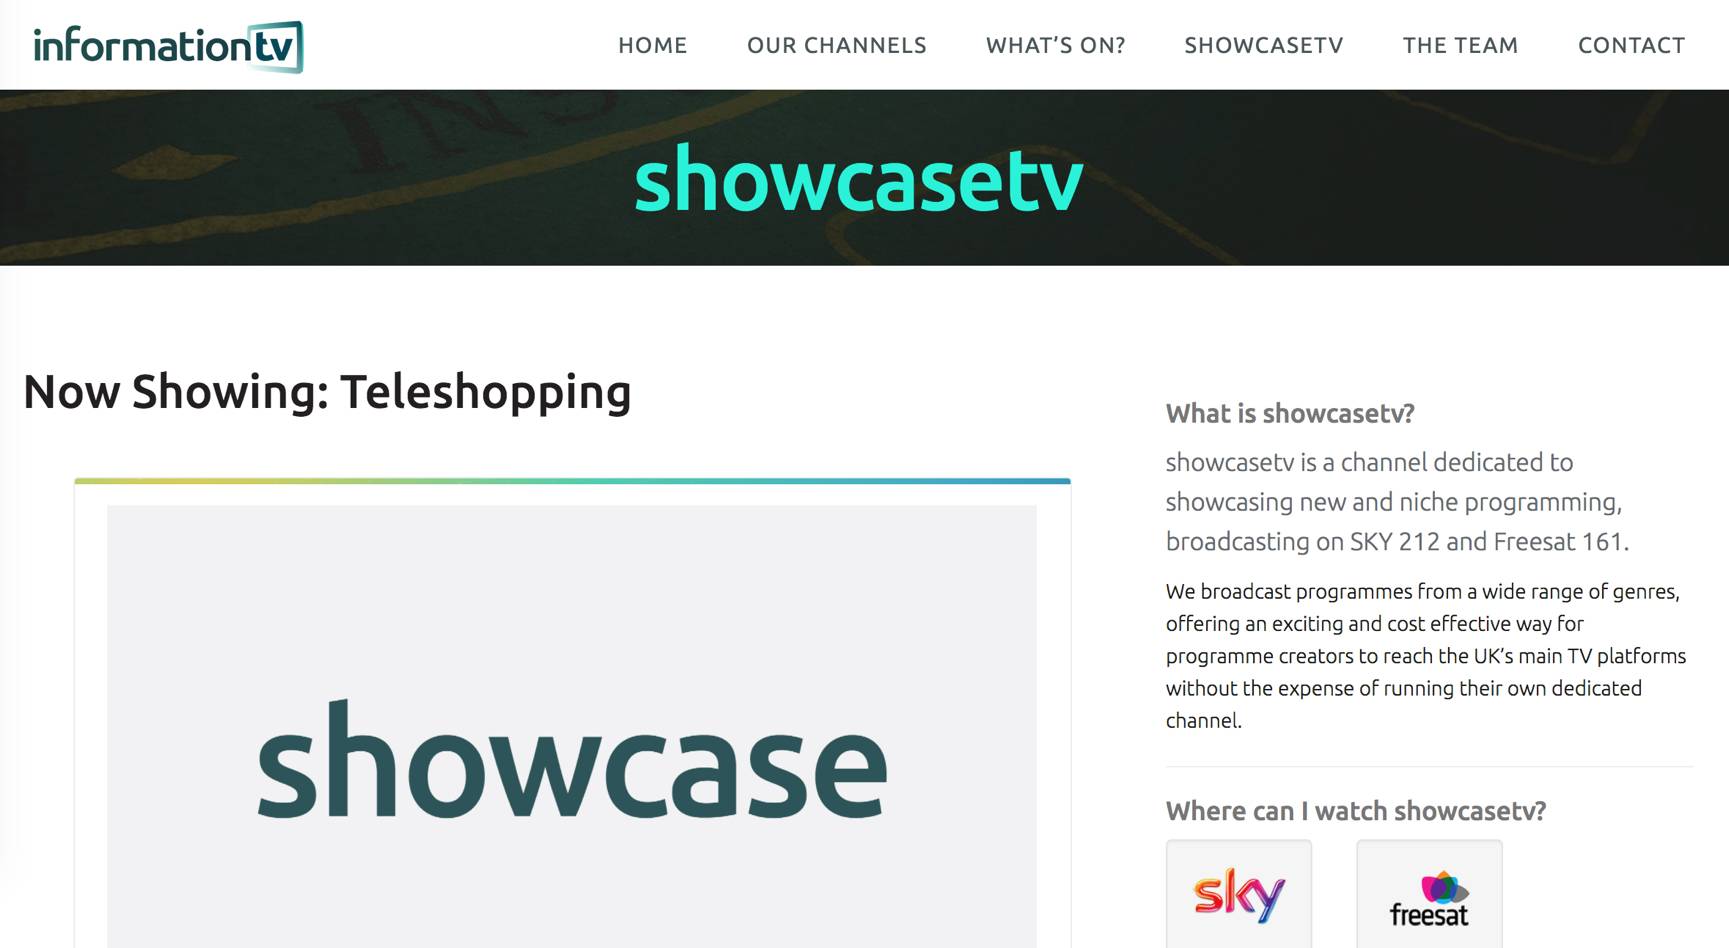 informationtv
HOME
OUR CHANNELS
WHAT’S ON?
SHOWCASETV
THE TEAM
CONTACT
INS
showcasetv
Now Showing: Teleshopping
showcase
What is showcasetv?
showcasetv is a channel dedicated to
showcasing new and niche programming,
broadcasting on SKY 212 and Freesat 161.
We broadcast programmes from a wide range of genres,
offering an exciting and cost effective way for
programme creators to reach the UK’s main TV platforms
without the expense of running their own dedicated
channel.
Where can I watch showcasetv?
sky
freesat